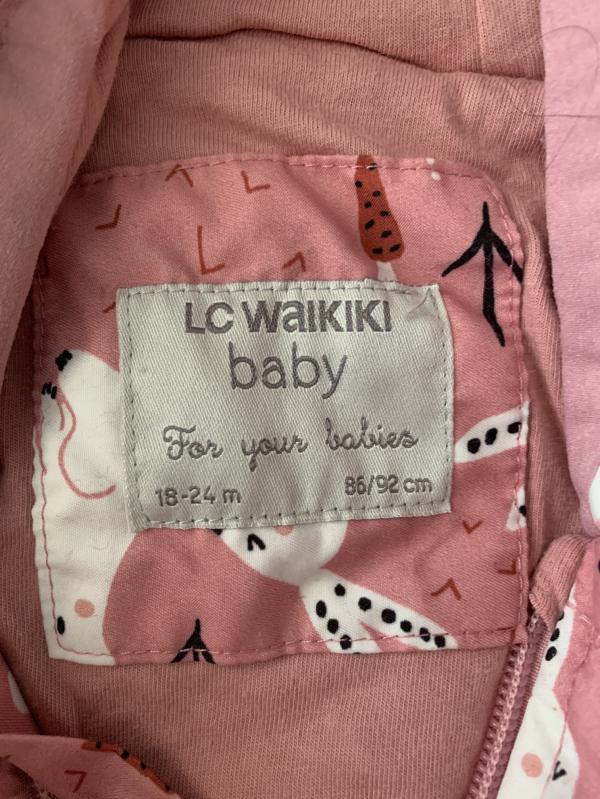 LC WAIKIKI
baby
For your babies
18-24 m 86/92 cm